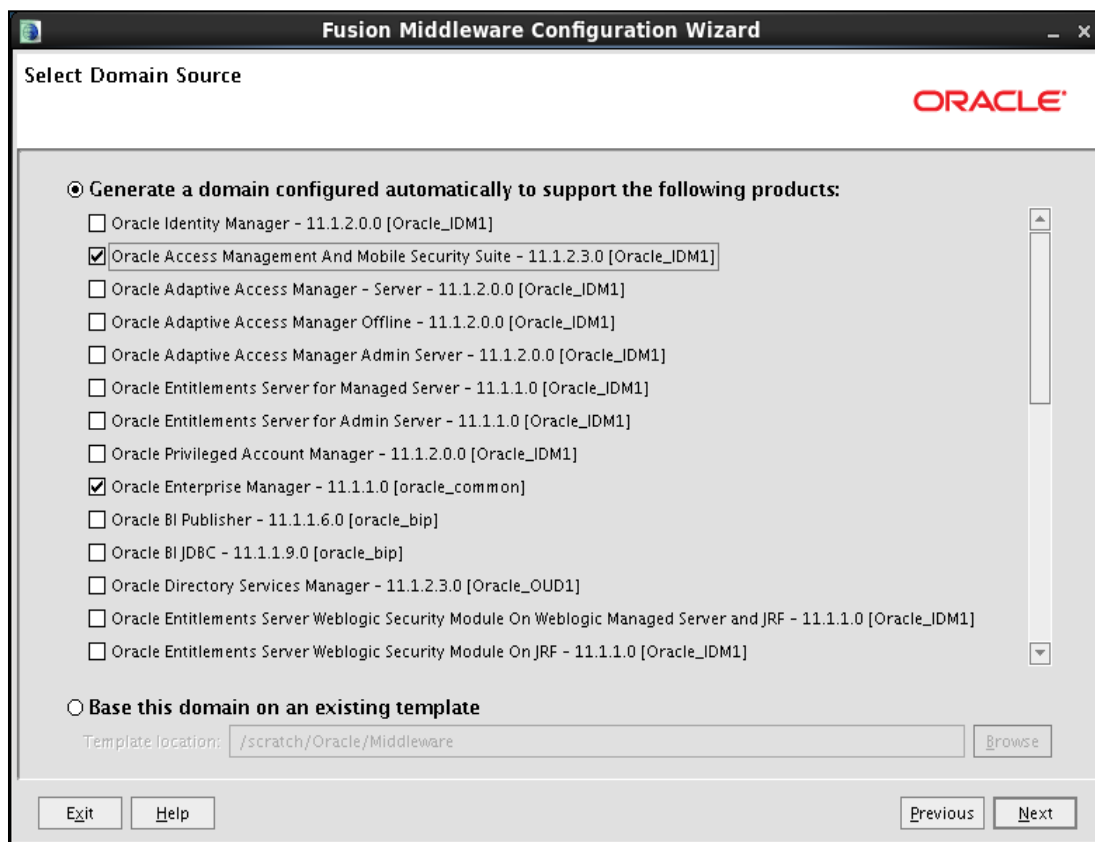 Fusion Middleware Configuration Wizard
Select Domain Source
ORACLE
Generate a domain configured automatically to support the following products:
Oracle Identity Manager - 11.1.2.0.0 [Oracle_IDM1]
Oracle Access Management And Mobile Security Suite - 11.1.2.3.0 [Oracle_IDM1]
Oracle Adaptive Access Manager - Server - 11.1.2.0.0 [Oracle_IDM1]
Oracle Adaptive Access Manager Offline - 11.1.2.0.0 [Oracle_IDM1]
Oracle Adaptive Access Manager Admin Server - 11.1.2.0.0 [Oracle_IDM1]
Oracle Entitlements Server for Managed Server - 11.1.1.0 [Oracle_IDM1]
Oracle Entitlements Server for Admin Server - 11.1.1.0 [Oracle_IDM1]
Oracle Privileged Account Manager - 11.1.2.0.0 [Oracle_IDM1]
Oracle Enterprise Manager - 11.1.1.0 [oracle_common]
Oracle BI Publisher - 11.1.1.6.0 [oracle_bip]
Oracle BI JDBC - 11.1.1.9.0 [oracle_bip]
Oracle Directory Services Manager - 11.1.2.3.0 [Oracle_OUD1]
Oracle Entitlements Server Weblogic Security Module On Weblogic Managed Server and JRF - 11.1.1.0 [Oracle_IDM1]
Oracle Entitlements Server Weblogic Security Module On JRF - 11.1.1.0 [Oracle_IDM1]
Base this domain on an existing template
Template location: /scratch/Oracle/Middleware Browse
Exit Help Previous Next